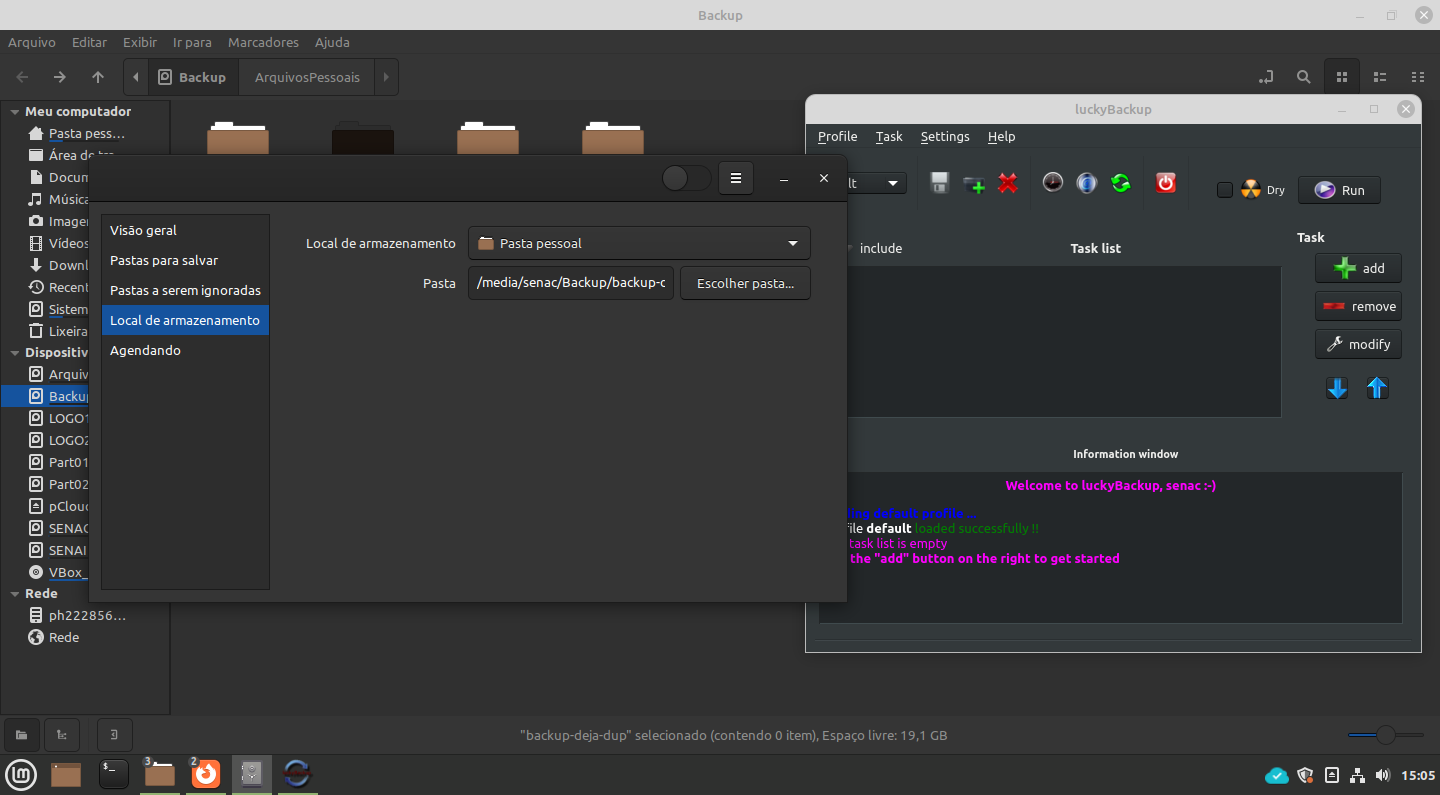 Backup
Arquivo Editar Exibir Ir para Marcadores Ajuda
Backup ArquivosPessoais
Meu computador
Pasta pess...
Área de tra
Docum
Música
Imagen
Vídeos
Downl
Recent
Sistem
Lixeira
Dispositiv
Arquiv
Backup
LOGO1
LOGO2
Part01
Part02
pCloud
SENAC
SENAI
VBox_
Rede
ph222856...
Rede
Visão geral
Pastas para salvar
Pastas a serem ignoradas
Local de armazenamento
Agendando
Local de armazenamento Pasta pessoal
Pasta /media/senac/Backup/backup-d Escolher pasta...
luckyBackup
Profile Task Settings Help
lt Dry Run
include Task list Task
add
remove
modify
Information window
Welcome to luckyBackup, senac :-)
ling default profile ...
file default loaded successfully !!
task list is empty
the "add" button on the right to get started
"backup-deja-dup" selecionado (contendo 0 item), Espaço livre: 19,1 GB
lm $_ 3 2 15:05